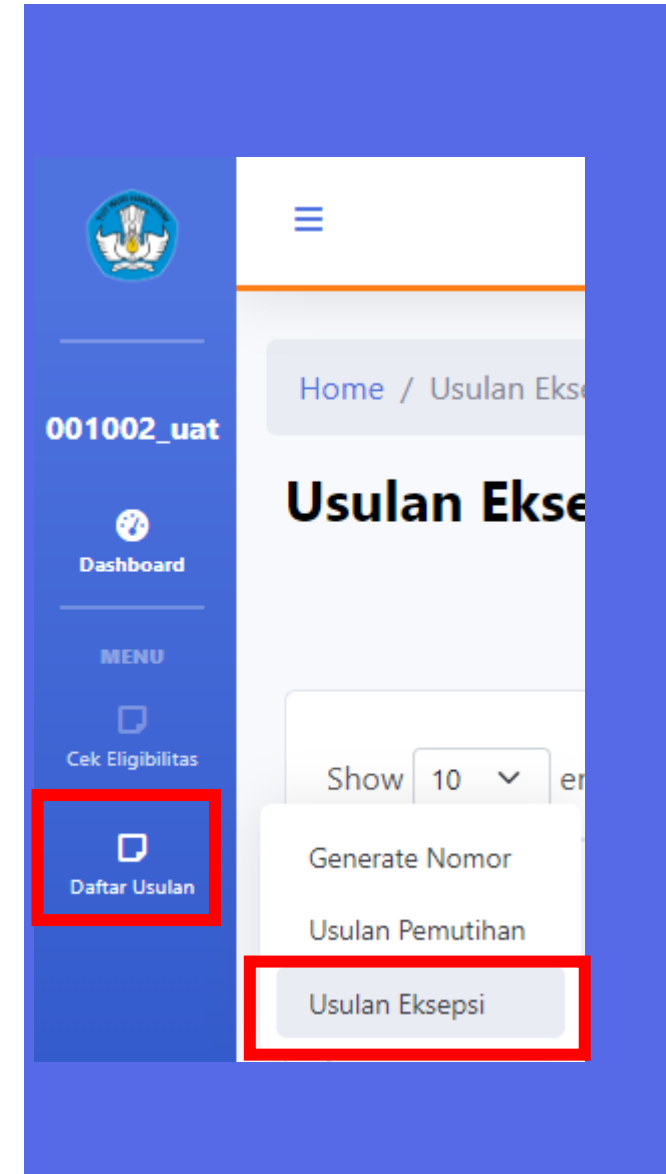 001002_uat
Dashboard
MENU
Cek Eligibilitas
Daftar Usulan
Home / Usulan Ekse
Usulan Ekse
Show 10 en
Generate Nomor
Usulan Pemutihan
Usulan Eksepsi